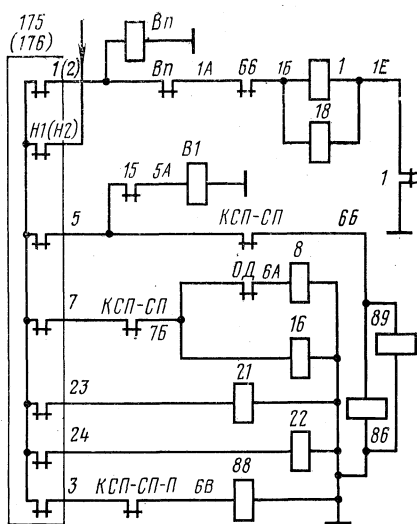 175
(176)
Вп
1(2)
Вп
1А
6б
1б
1
1Е
Н1(Н2)
18
1
15
5А
В1
5
КСП-СП
6Б
ОД
6А
8
7
КСП-СП
7Б
16
89
23
21
24
22
86
3
КСП-СП-П
6В
88